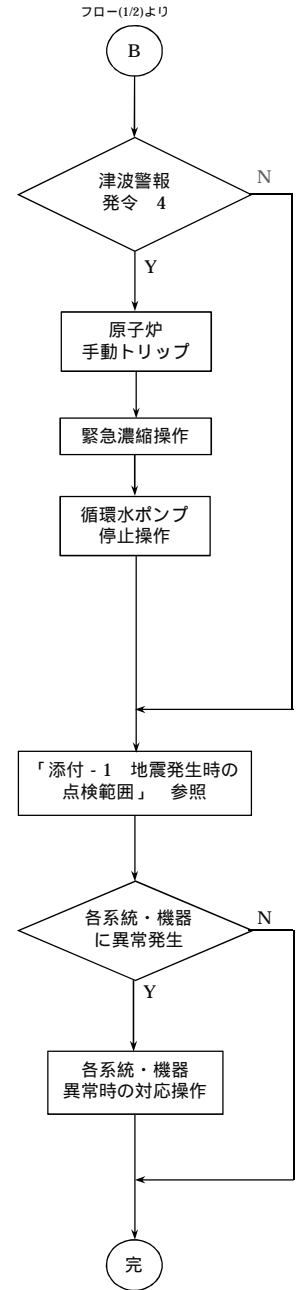 フロー(1/2)より
B
津波警報
発令　4
N
Y
原子炉
手動トリップ
緊急濃縮操作
循環水ポンプ
停止操作
「添付 - 1　地震発生時の
点検範囲」　参照
各系統・機器
に異常発生
N
Y
各系統・機器
異常時の対応操作
完